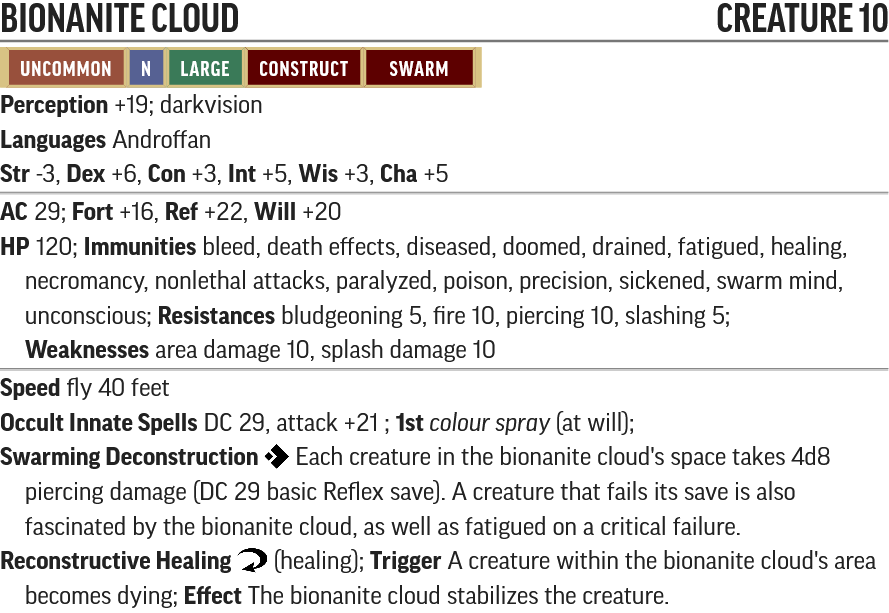 BIONANITE CLOUD CREATURE 10
UNCOMMON N LARGE CONSTRUCT SWARM
Perception +19; darkvision
Languages Androffan
Str -3, Dex +6, Con +3, Int +5, Wis +3, Cha +5
AC 29; Fort +16, Ref +22, Will +20
HP 120; Immunities bleed, death effects, diseased, doomed, drained, fatigued, healing,
necromancy, nonlethal attacks, paralyzed, poison, precision, sickened, swarm mind,
unconscious; Resistances bludgeoning 5, fire 10, piercing 10, slashing 5;
Weaknesses area damage 10, splash damage 10
Speed fly 40 feet
Occult Innate Spells DC 29, attack +21 ; 1st colour spray (at will);
Swarming Deconstruction Each creature in the bionanite cloud's space takes 4d8
piercing damage (DC 29 basic Reflex save). A creature that fails its save is also
fascinated by the bionanite cloud, as well as fatigued on a critical failure.
Reconstructive Healing (healing); Trigger A creature within the bionanite cloud's area
becomes dying; Effect The bionanite cloud stabilizes the creature.